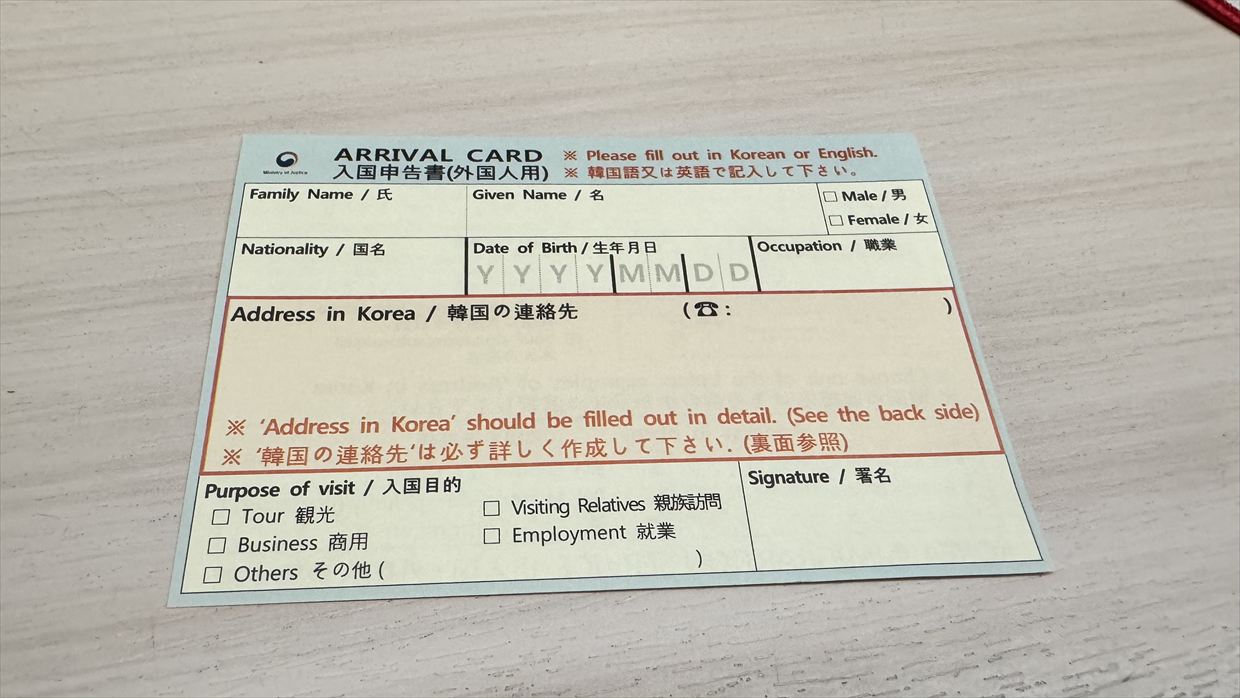 Ministry of Justice
ARRIVAL CARD ※ Please fill out in Korean or English.
入国申告書(外国人用) ※ 韓国語又は英語で記入して下さい。
Family Name / 氏 Given Name / 名 □ Male / 男
□ Female / 女
Nationality / 国名 Date of Birth / 生年月日 Occupation / 職業
Y Y Y Y M M D D
Address in Korea / 韓国の連絡先 (☎: )
※ 'Address in Korea' should be filled out in detail. (See the back side)
※ '韓国の連絡先'は必ず詳しく作成して下さい. (裏面参照)
Purpose of visit / 入国目的 Signature / 署名
□ Tour 観光 □ Visiting Relatives 親族訪問
□ Business 商用 □ Employment 就業
□ Others その他 ( )